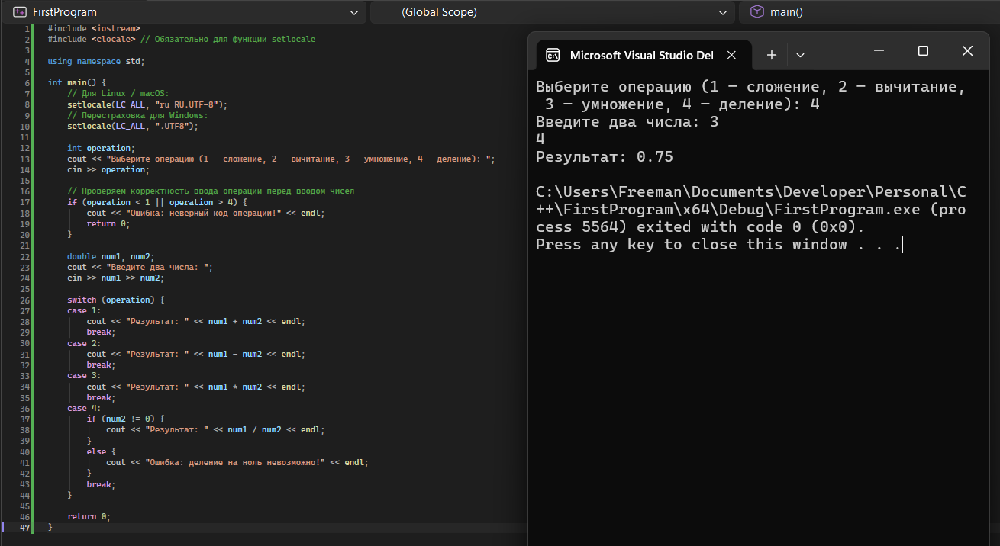 FirstProgram
(Global Scope)
main()
1 #include <iostream>
2 #include <clocale> // Обязательно для функции setlocale
3
4 using namespace std;
5
6 int main() {
7 // Для Linux / macOS:
8 setlocale(LC_ALL, "ru_RU.UTF-8");
9 // Перестраховка для Windows:
10 setlocale(LC_ALL, ".UTF8");
11
12 int operation;
13 cout << "Выберите операцию (1 — сложение, 2 — вычитание, 3 — умножение, 4 — деление): ";
14 cin >> operation;
15
16 // Проверяем корректность ввода операции перед вводом чисел
17 if (operation < 1 || operation > 4) {
18 cout << "Ошибка: неверный код операции!" << endl;
19 return 0;
20 }
21
22 double num1, num2;
23 cout << "Введите два числа: ";
24 cin >> num1 >> num2;
25
26 switch (operation) {
27 case 1:
28 cout << "Результат: " << num1 + num2 << endl;
29 break;
30 case 2:
31 cout << "Результат: " << num1 - num2 << endl;
32 break;
33 case 3:
34 cout << "Результат: " << num1 * num2 << endl;
35 break;
36 case 4:
37 if (num2 != 0) {
38 cout << "Результат: " << num1 / num2 << endl;
39 }
40 else {
41 cout << "Ошибка: деление на ноль невозможно!" << endl;
42 }
43 break;
44 }
45
46 return 0;
47 }
Microsoft Visual Studio Del
Выберите операцию (1 — сложение, 2 — вычитание,
3 — умножение, 4 — деление): 4
Введите два числа: 3
4
Результат: 0.75
C:\Users\Freeman\Documents\Developer\Personal\C
++\FirstProgram\x64\Debug\FirstProgram.exe (pro
cess 5564) exited with code 0 (0x0).
Press any key to close this window . . .